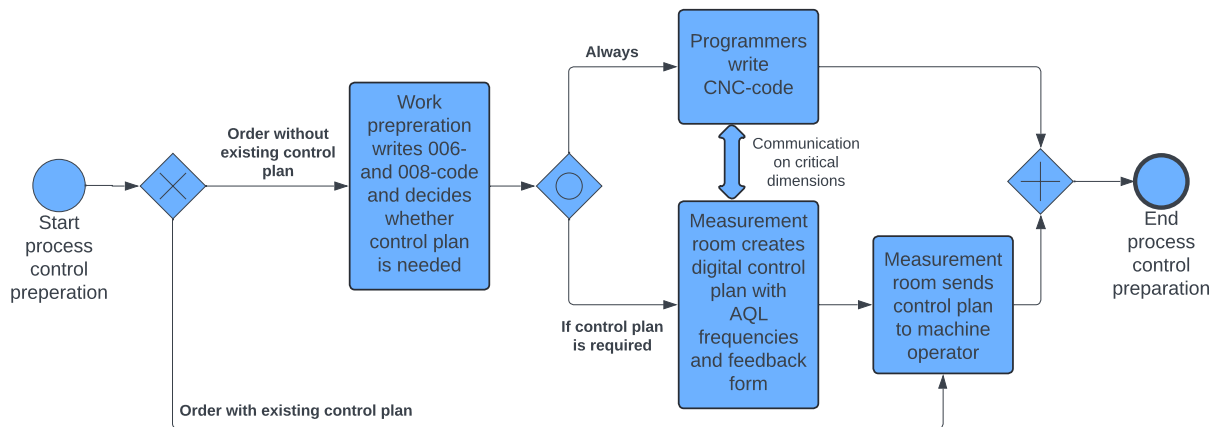 Start
process
control
preperation
Order without
existing control
plan
Order with existing control plan
Work
prepreration
writes 006-
and 008-code
and decides
whether
control plan
is needed
Always
If control plan
is required
Programmers
write
CNC-code
Communication
on critical
dimensions
Measurement
room creates
digital control
plan with
AQL
frequencies
and feedback
form
Measurement
room sends
control plan
to machine
operator
End
process
control
preparation